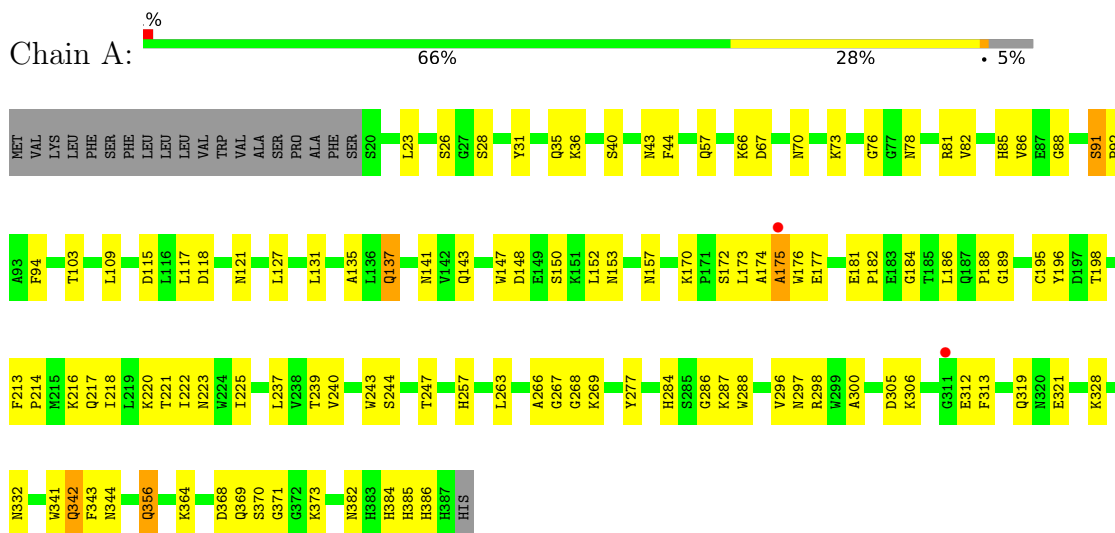 %
Chain A:
66% 28% • 5%
MET VAL LYS LEU PHE SER PHE LEU LEU LEU VAL TRP VAL ALA SER PRO ALA PHE SER S20 L23 S26 G27 S28 Y31 Q35 K36 S40 N43 F44 Q57 K66 D67 N70 K73 G76 G77 N78 R81 V82 H85 V86 E87 G88 S91
A93 F94 T103 L109 D115 L116 L117 D118 N121 L127 L131 A135 L136 Q137 N141 V142 Q143 W147 D148 E149 S150 K151 L152 N153 N157 K170 P171 S172 L173 A174 A175 W176 E177 E181 P182 E183 G184 T185 L186 Q187 P188 G189 C195 Y196 D197 T198
F213 P214 M215 K216 Q217 I218 L219 K220 T221 I222 N223 W224 I225 L237 V238 T239 V240 W243 S244 T247 H257 L263 A266 G267 G268 K269 Y277 H284 S285 G286 K287 W288 V296 N297 R298 W299 A300 D305 K306 G311 E312 F313 Q319 N320 E321 K328
N332 W341 Q342 F343 N344 Q356 K364 D368 Q369 S370 G371 G372 K373 N382 H383 H384 H385 H386 H387 HIS